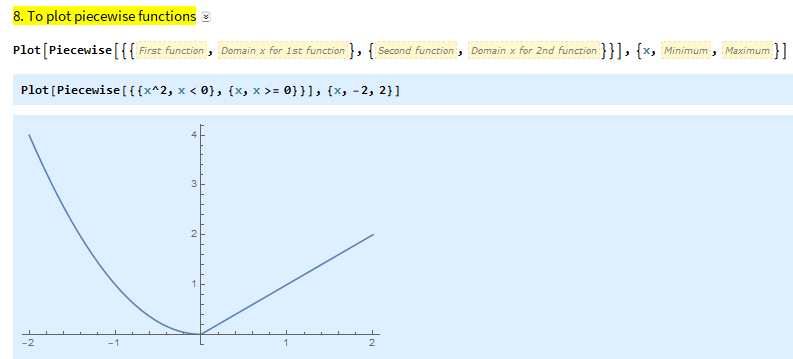 8. To plot piecewise functions
Plot[Piecewise[{{First function, Domain x for 1st function}, {Second function, Domain x for 2nd function}}], {x, Minimum, Maximum}]
Plot[Piecewise[{{x^2, x < 0}, {x, x >= 0}}], {x, -2, 2}]
4
3
2
1
-2 -1 1 2